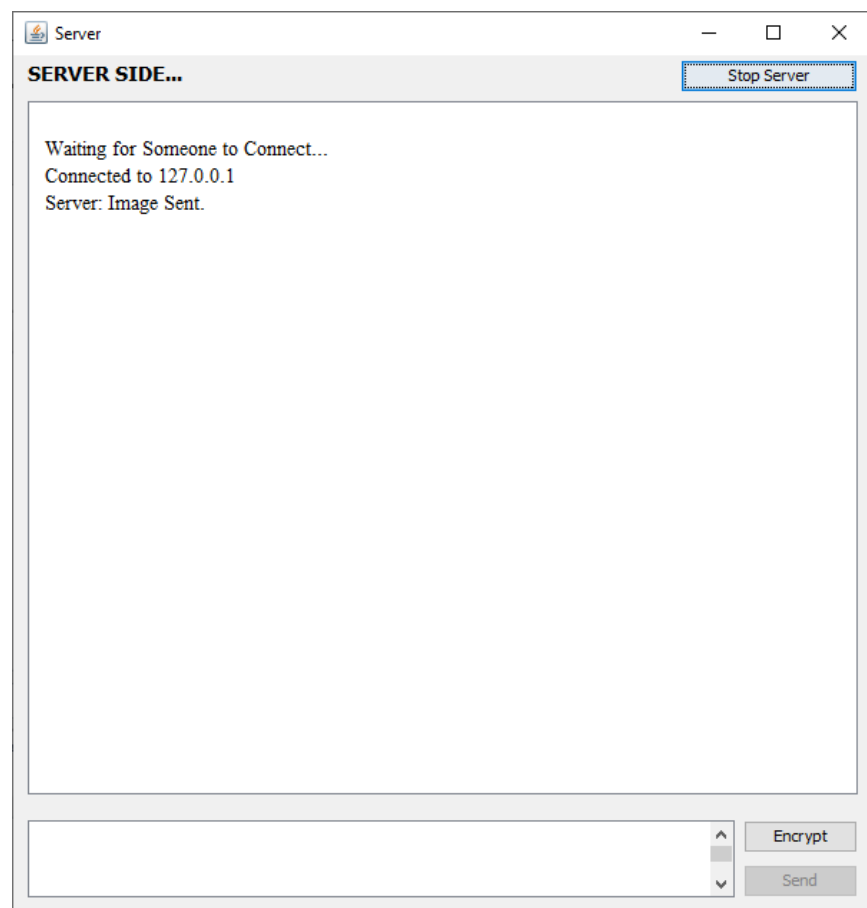 Server
SERVER SIDE...
Stop Server
Waiting for Someone to Connect...
Connected to 127.0.0.1
Server: Image Sent.
Encrypt
Send